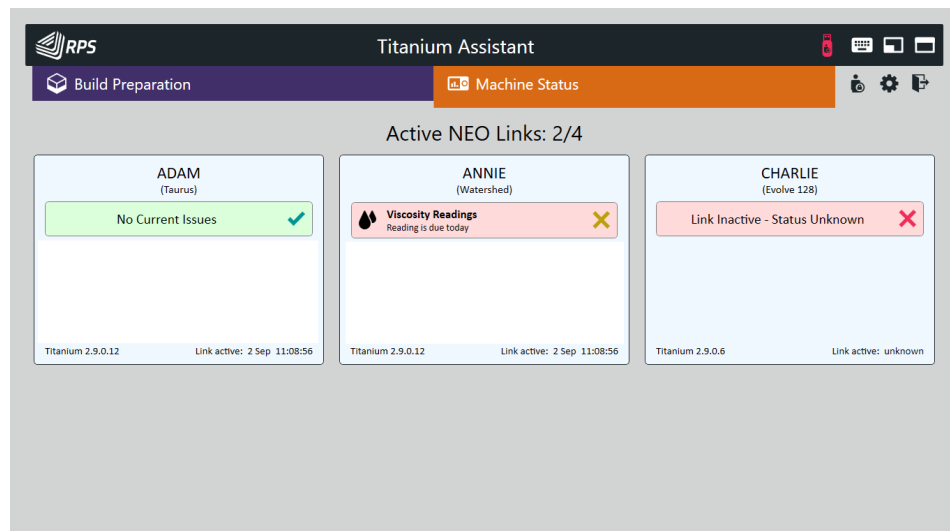 RPS
Titanium Assistant
Build Preparation
Machine Status
Active NEO Links: 2/4
ADAM
(Taurus)
No Current Issues
Titanium 2.9.0.12 Link active: 2 Sep 11:08:56
ANNIE
(Watershed)
Viscosity Readings
Reading is due today
Titanium 2.9.0.12 Link active: 2 Sep 11:08:56
CHARLIE
(Evolve 128)
Link Inactive - Status Unknown
Titanium 2.9.0.6 Link active: unknown